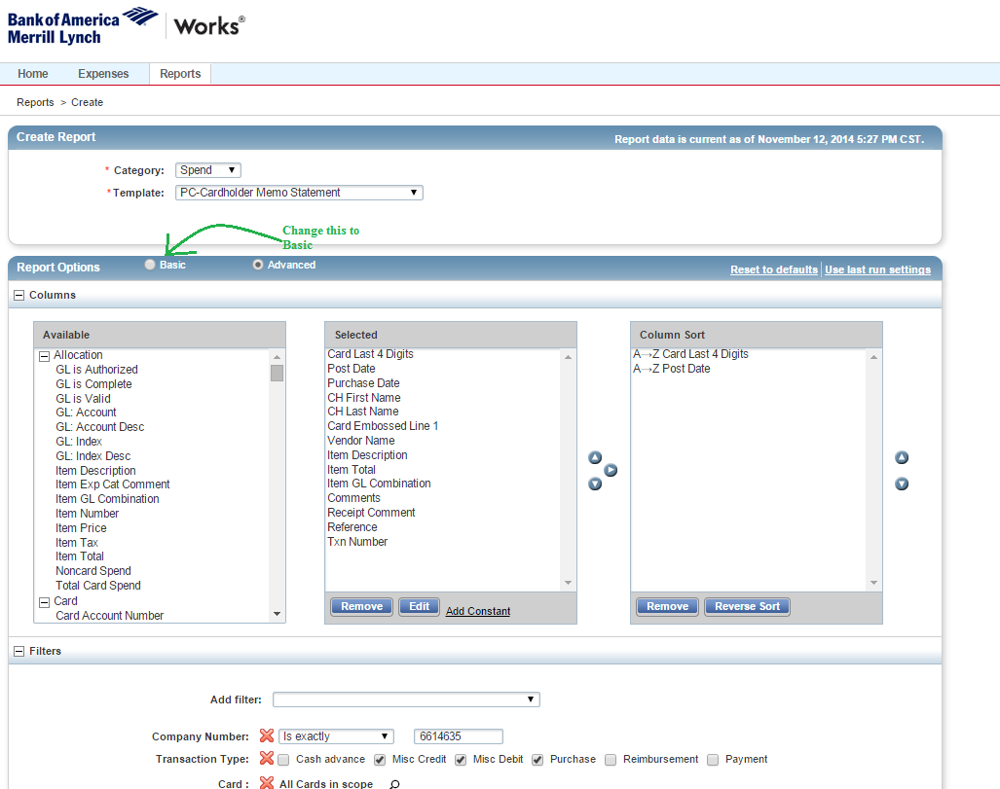 Bank of America
Merrill Lynch
Works®
Home Expenses Reports
Reports > Create
Create Report Report data is current as of November 12, 2014 5:27 PM CST.
* Category: Spend
* Template: PC-Cardholder Memo Statement
Change this to
Basic
Report Options Basic Advanced Reset to defaults Use last run settings
Columns
Available
Allocation
GL is Authorized
GL is Complete
GL is Valid
GL: Account
GL: Account Desc
GL: Index
GL: Index Desc
Item Description
Item Exp Cat Comment
Item GL Combination
Item Number
Item Price
Item Tax
Item Total
Noncard Spend
Total Card Spend
Card
Card Account Number
Selected
Card Last 4 Digits
Post Date
Purchase Date
CH First Name
CH Last Name
Card Embossed Line 1
Vendor Name
Item Description
Item Total
Item GL Combination
Comments
Receipt Comment
Reference
Txn Number
Remove Edit Add Constant
Column Sort
A→Z Card Last 4 Digits
A→Z Post Date
Remove Reverse Sort
Filters
Add filter:
Company Number: Is exactly 6614635
Transaction Type: Cash advance Misc Credit Misc Debit Purchase Reimbursement Payment
Card : All Cards in scope